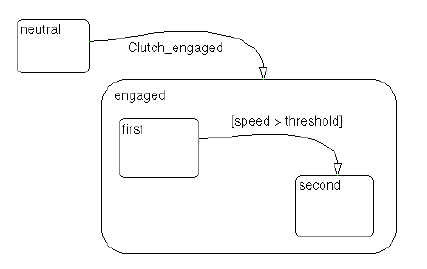 neutral
Clutch_engaged
engaged
first
[speed > threshold]
second